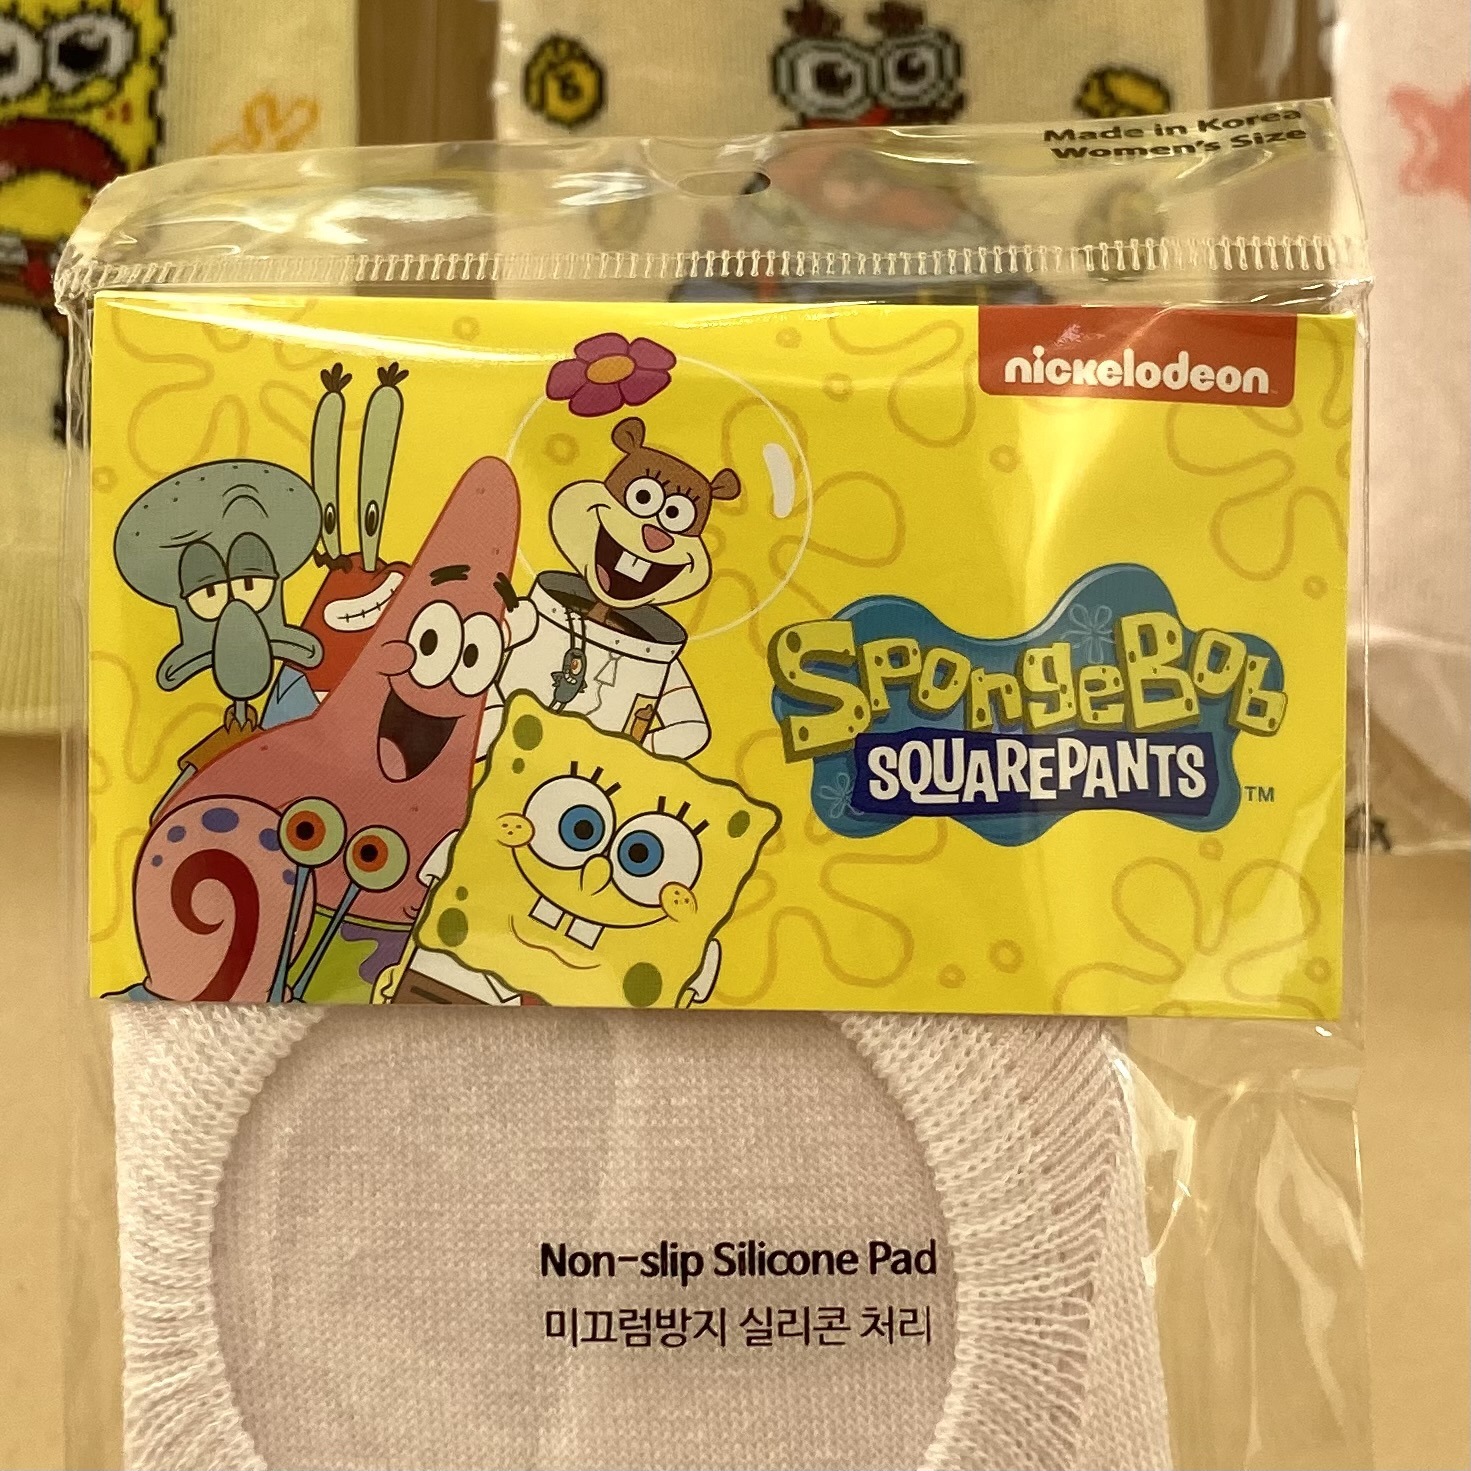 Made in Korea
Women's Size
nickelodeon
SpongeBob
SQUAREPANTS
TM
Non-slip Silicone Pad
미끄럼방지 실리콘 처리